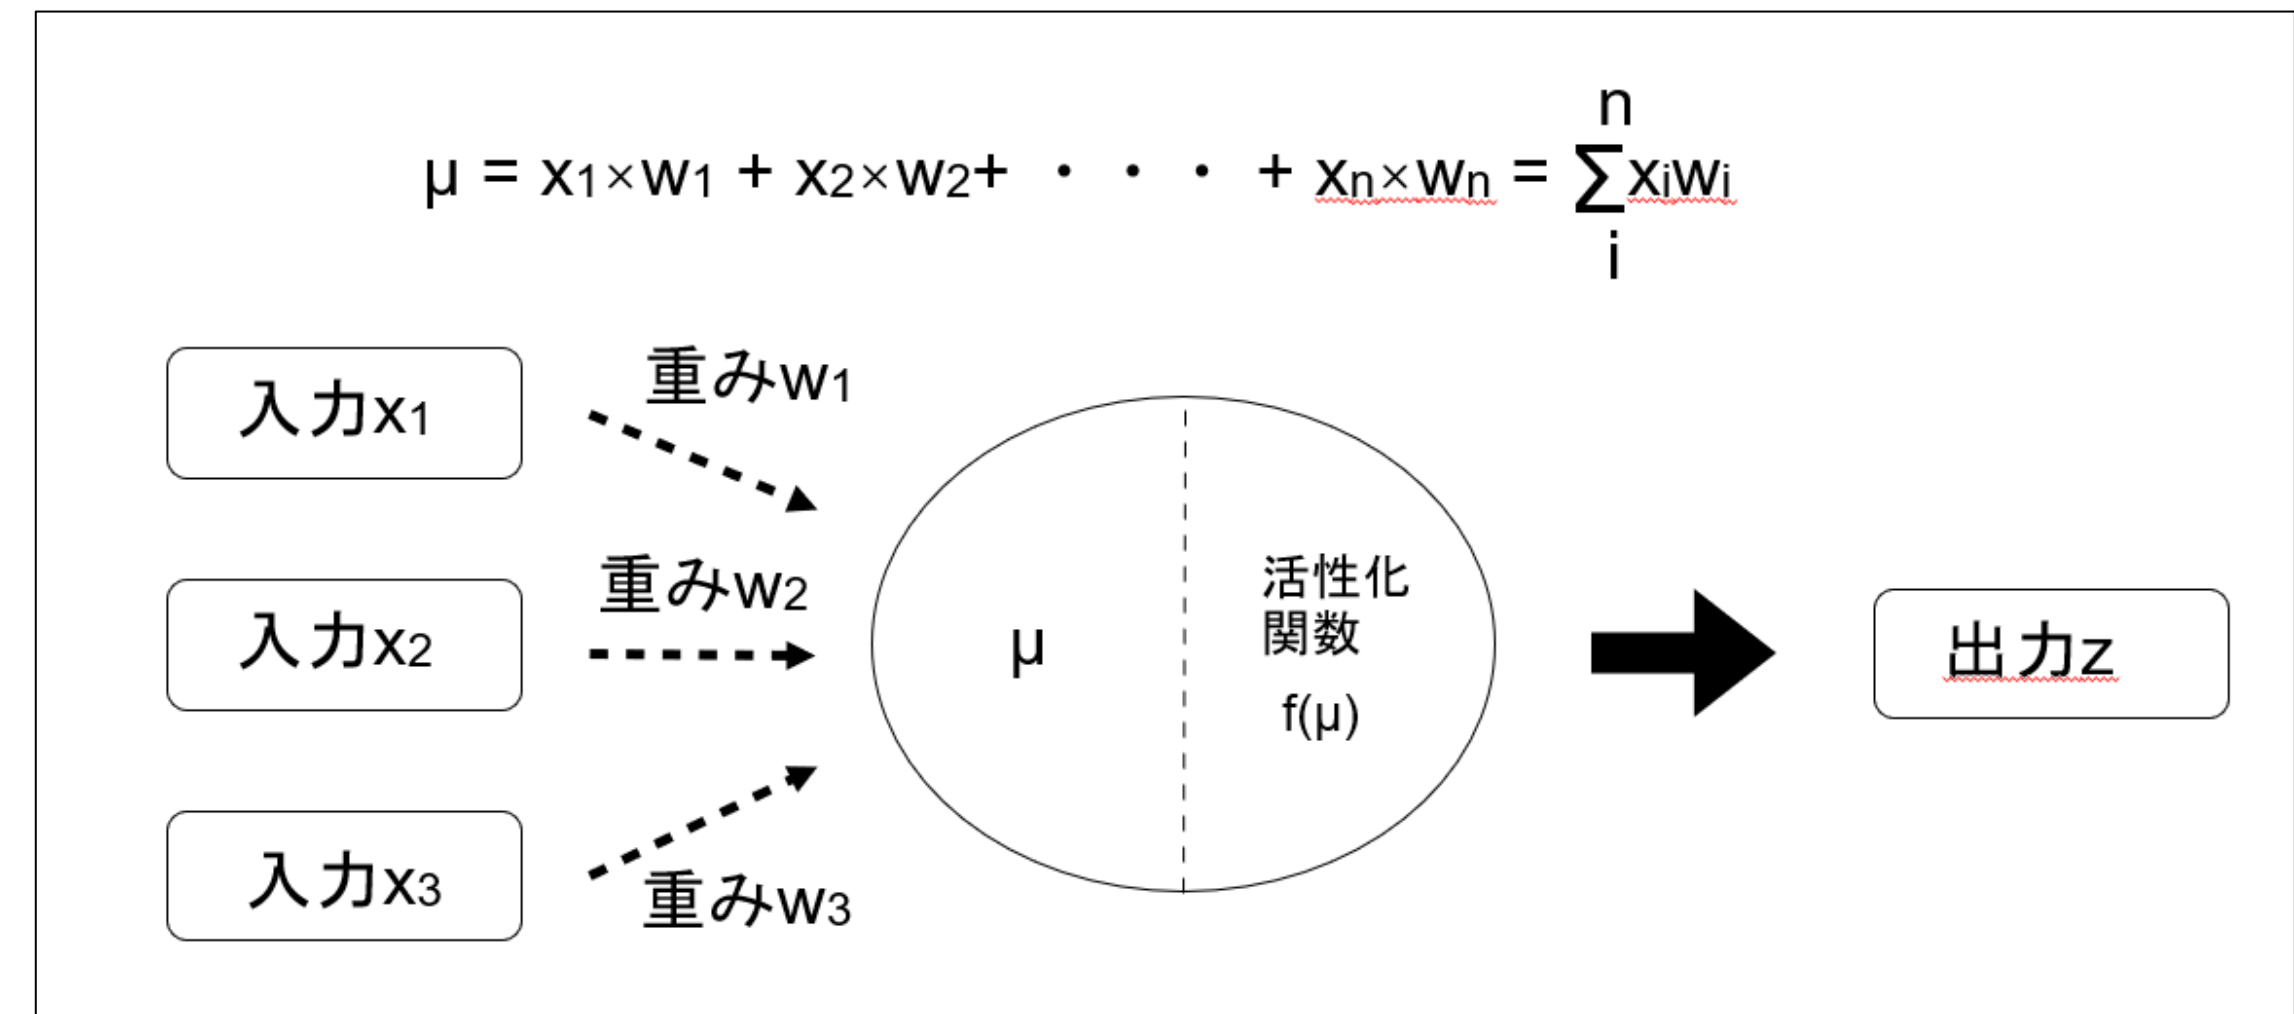 n
μ = x1×w1 + x2×w2+ ・ ・ ・ + xn×wn = ∑xiwi
i
重みw1
入力x1
重みw2
入力x2
重みw3
入力x3
μ
活性化
関数
f(μ)
出力z